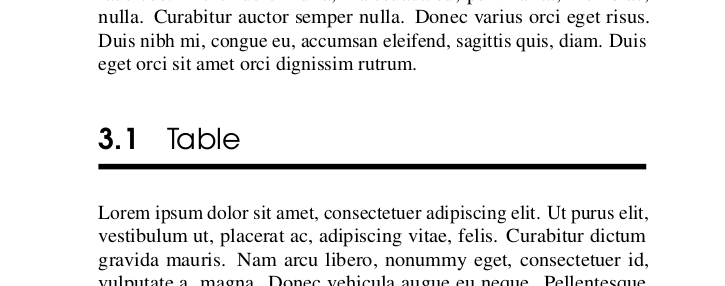 nulla. Curabitur auctor semper nulla. Donec varius orci eget risus.
Duis nibh mi, congue eu, accumsan eleifend, sagittis quis, diam. Duis
eget orci sit amet orci dignissim rutrum.
3.1 Table
Lorem ipsum dolor sit amet, consectetuer adipiscing elit. Ut purus elit,
vestibulum ut, placerat ac, adipiscing vitae, felis. Curabitur dictum
gravida mauris. Nam arcu libero, nonummy eget, consectetuer id,
vulputate a, magna. Donec vehicula augue eu neque. Pellentesque